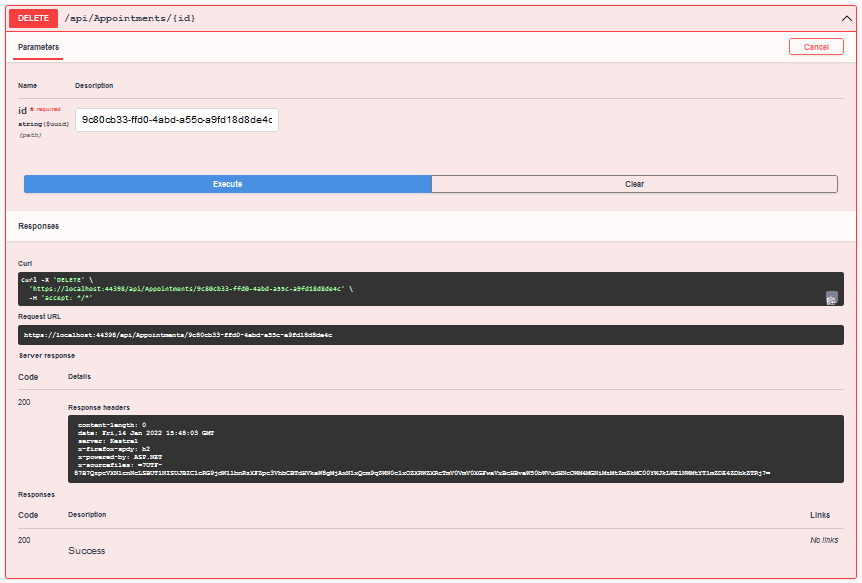 DELETE /api/Appointments/{id}
Parameters
Cancel
Name Description
id * required
string($uuid)
(path)
9c80cb33-ffd0-4abd-a55c-a9fd18d8de4c
Execute Clear
Responses
Curl
curl -X 'DELETE' \
'https://localhost:44398/api/Appointments/9c80cb33-ffd0-4abd-a55c-a9fd18d8de4c' \
-H 'accept: */*'
Request URL
https://localhost:44398/api/Appointments/9c80cb33-ffd0-4abd-a55c-a9fd18d8de4c
Server response
Code Details
200
Response headers
content-length: 0
date: Fri,14 Jan 2022 15:48:03 GMT
server: Kestrel
x-firefox-spdy: h2
x-powered-by: ASP.NET
x-sourcefiles: =?UTF-
Responses
Code Description Links
200 No links
Success